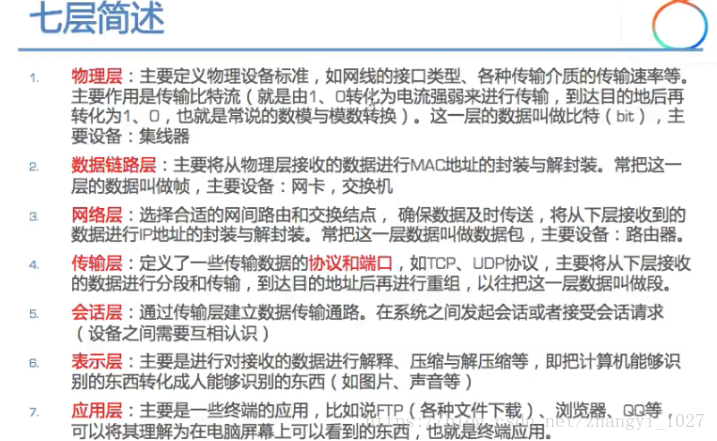 七层简述
1. 物理层：主要定义物理设备标准，如网线的接口类型、各种传输介质的传输速率等。
主要作用是传输比特流（就是由1、0转化为电流强弱来进行传输，到达目的地后再
转化为1、0，也就是常说的数模与模数转换）。这一层的数据叫做比特（bit），主
要设备：集线器
2. 数据链路层：主要将从物理层接收的数据进行MAC地址的封装与解封装。常把这一
层的数据叫做帧，主要设备：网卡，交换机
3. 网络层：选择合适的网间路由和交换结点， 确保数据及时传送，将从下层接收到的
数据进行IP地址的封装与解封装。常把这一层数据叫做数据包，主要设备：路由器。
4. 传输层：定义了一些传输数据的协议和端口，如TCP、UDP协议，主要将从下层接收
的数据进行分段和传输，到达目的地址后再进行重组，以往把这一层数据叫做段。
5. 会话层：通过传输层建立数据传输通路。在系统之间发起会话或者接受会话请求
（设备之间需要互相认识）
6. 表示层：主要是进行对接收的数据进行解释、压缩与解压缩等，即把计算机能够识
别的东西转化成人能够识别的东西（如图片、声音等）
7. 应用层：主要是一些终端的应用，比如说FTP（各种文件下载）、浏览器、QQ等，
可以将其理解为在电脑屏幕上可以看到的东西，也就是终端应用。
https://blog.csdn.net/zhangyi_1027